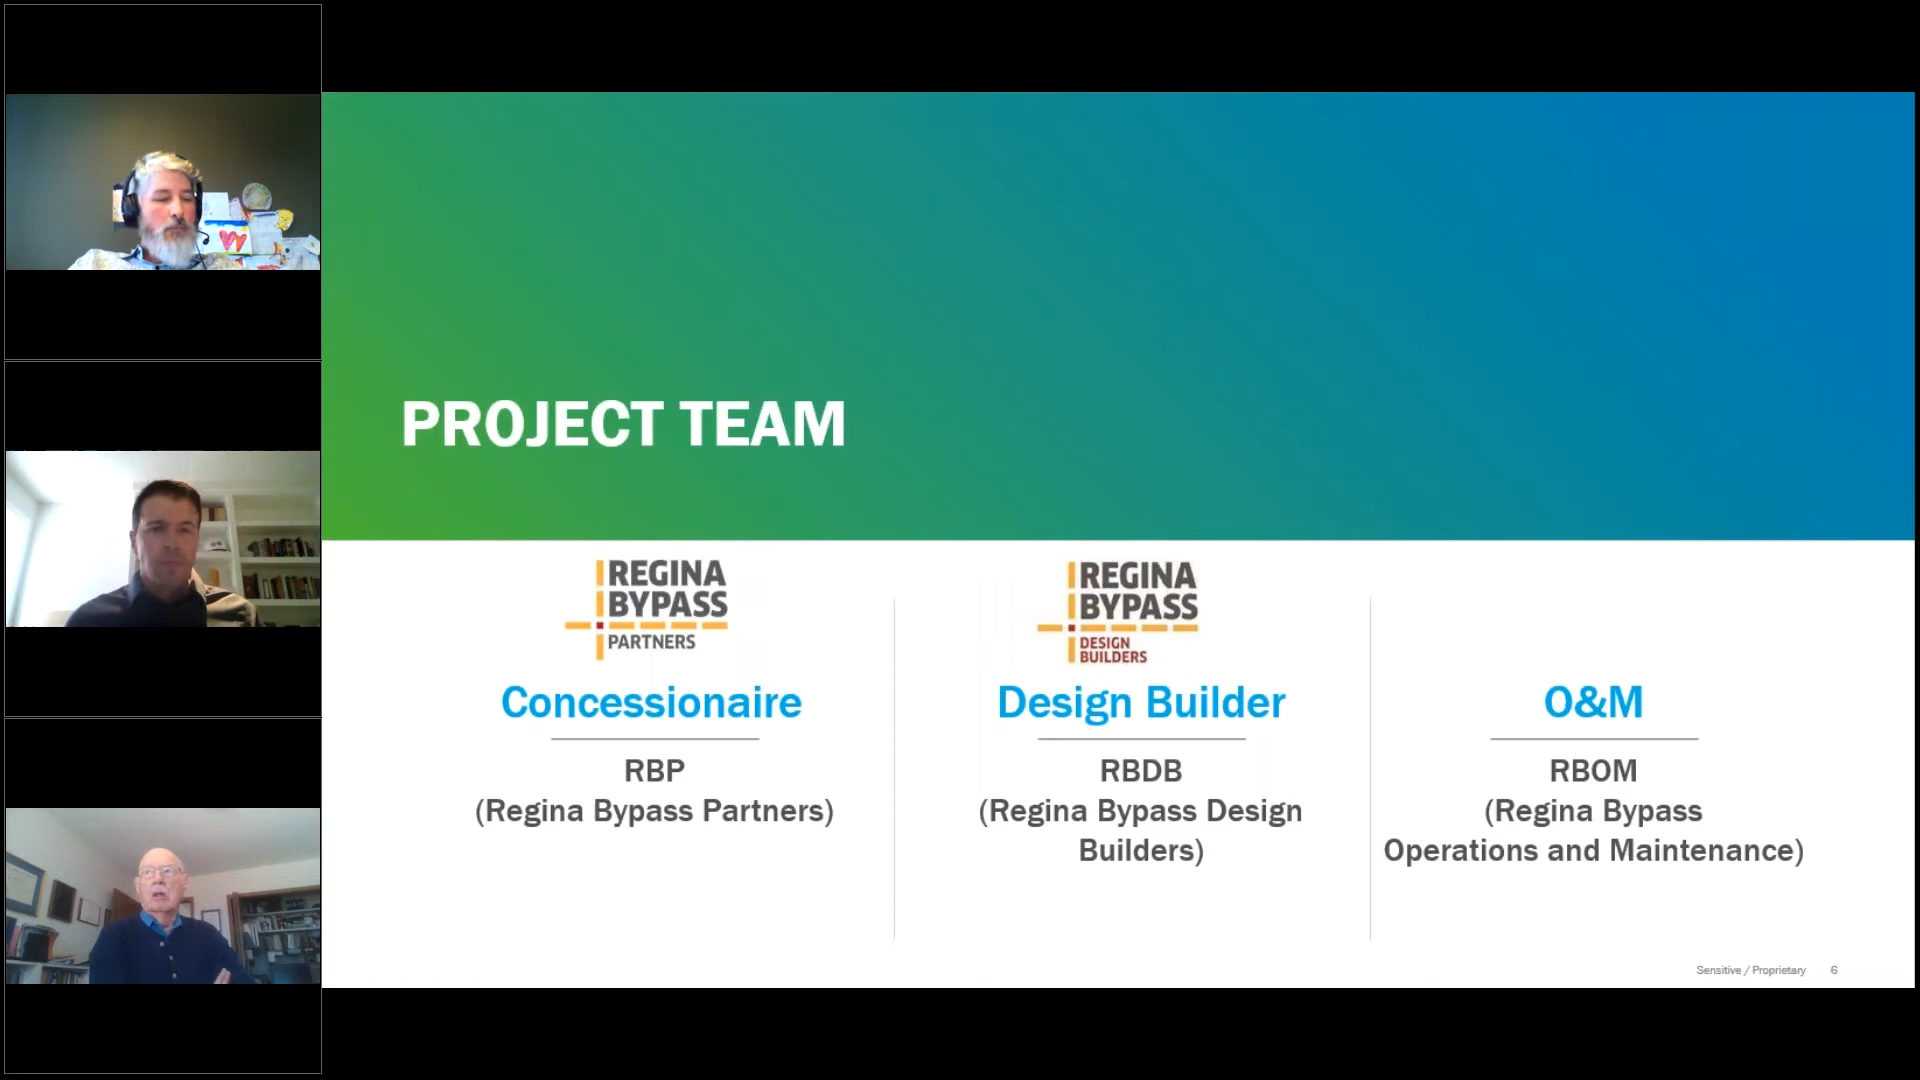 PROJECT TEAM
REGINA
BYPASS
PARTNERS
Concessionaire
RBP
(Regina Bypass Partners)
REGINA
BYPASS
DESIGN
BUILDERS
Design Builder
RBDB
(Regina Bypass Design
Builders)
O&M
RBOM
(Regina Bypass
Operations and Maintenance)
Sensitive / Proprietary 6